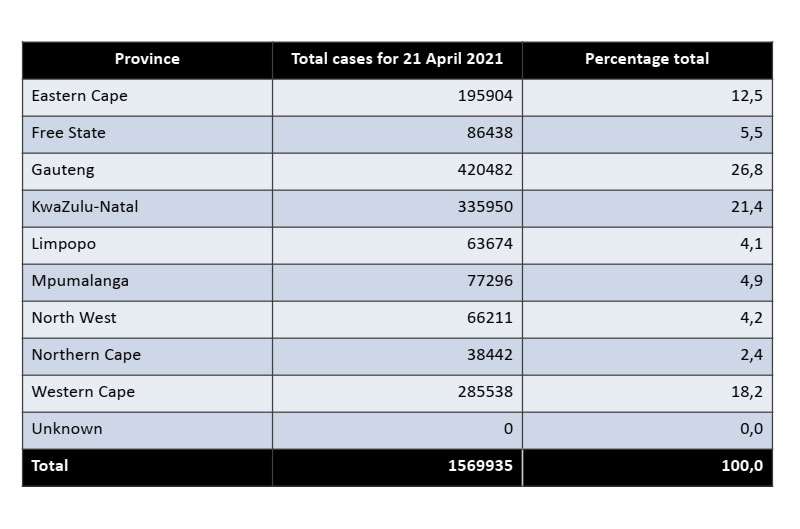 Province Total cases for 21 April 2021 Percentage total
Eastern Cape 195904 12,5
Free State 86438 5,5
Gauteng 420482 26,8
KwaZulu-Natal 335950 21,4
Limpopo 63674 4,1
Mpumalanga 77296 4,9
North West 66211 4,2
Northern Cape 38442 2,4
Western Cape 285538 18,2
Unknown 0 0,0
Total 1569935 100,0